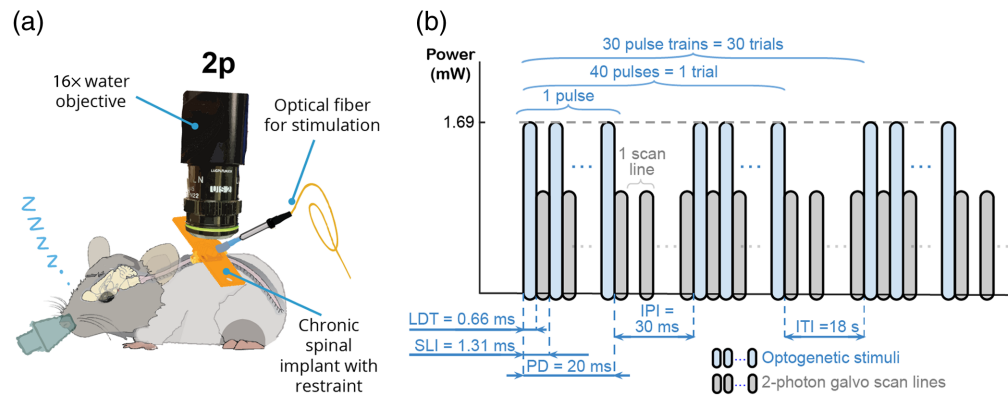 (a)
2p
16× water
objective
Optical fiber
for stimulation
Z Z Z Z .
N
Chronic
spinal
implant with
restraint
(b)
Power
(mW)
30 pulse trains = 30 trials
40 pulses = 1 trial
1 pulse
1.69
1 scan
line
...
...
...
LDT = 0.66 ms
SLI = 1.31 ms
PD = 20 ms
IPI =
30 ms
ITI =18 s
Optogenetic stimuli
2-photon galvo scan lines